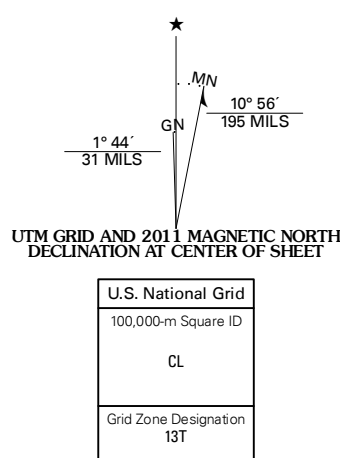 ★
MN
GN
10° 56´
195 MILS
1° 44´
31 MILS
UTM GRID AND 2011 MAGNETIC NORTH
DECLINATION AT CENTER OF SHEET
U.S. National Grid
100,000-m Square ID
CL
Grid Zone Designation
13T